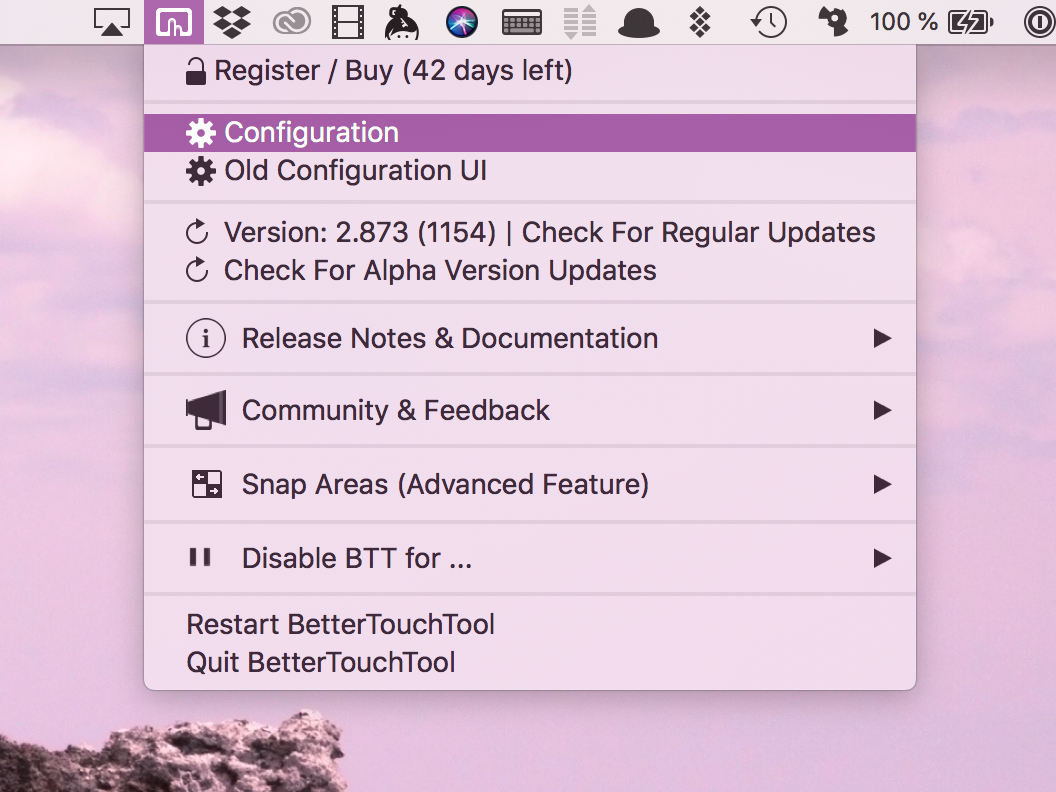 100 %
Register / Buy (42 days left)
Configuration
Old Configuration UI
Version: 2.873 (1154) | Check For Regular Updates
Check For Alpha Version Updates
Release Notes & Documentation
Community & Feedback
Snap Areas (Advanced Feature)
Disable BTT for ...
Restart BetterTouchTool
Quit BetterTouchTool